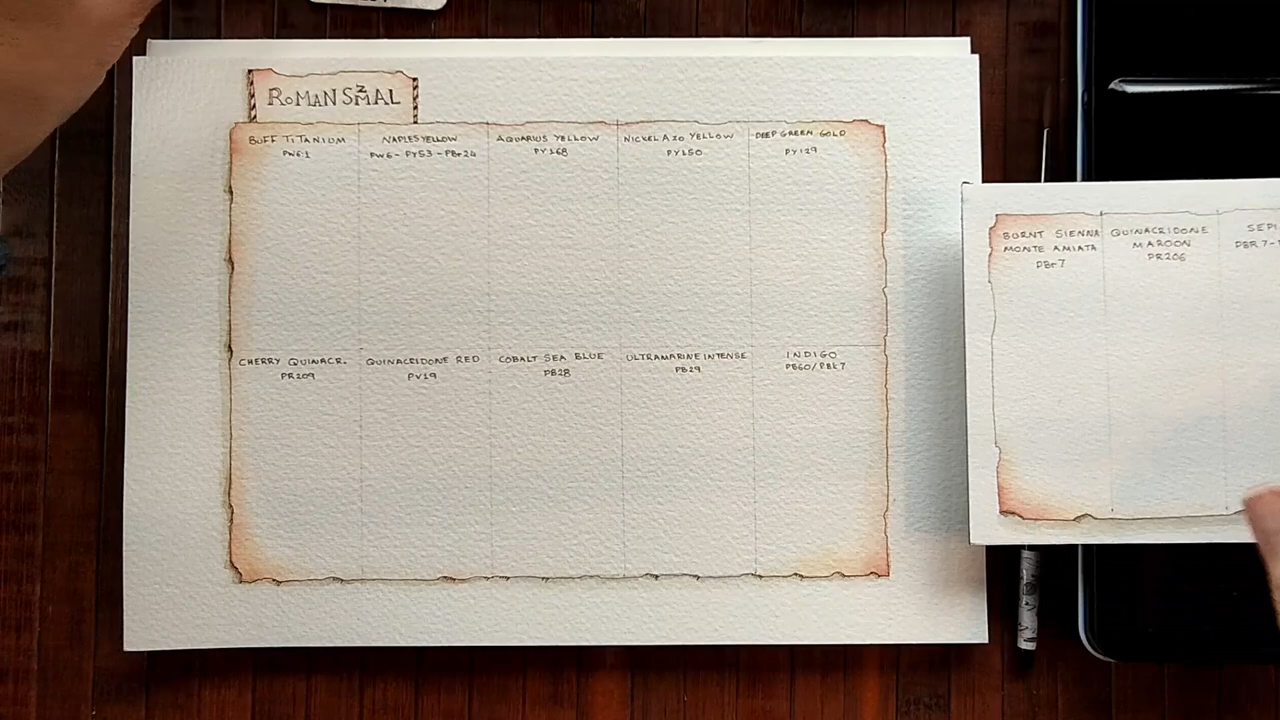 ROMAN SZMAL
BUFF TITANIUM
PW6:1
NAPLES YELLOW
PW6 - PY53 - PBr24
AQUARIUS YELLOW
PY168
NICKEL AZO YELLOW
PY150
DEEP GREEN GOLD
PY129
CHERRY QUINACR.
PR209
QUINACRIDONE RED
PV19
COBALT SEA BLUE
PB28
ULTRAMARINE INTENSE
PB29
INDIGO
PB60/PBk7
BURNT SIENNA
MONTE AMIATA
PBr7
QUINACRIDONE
MAROON
PR206
SEPI
PBR7-